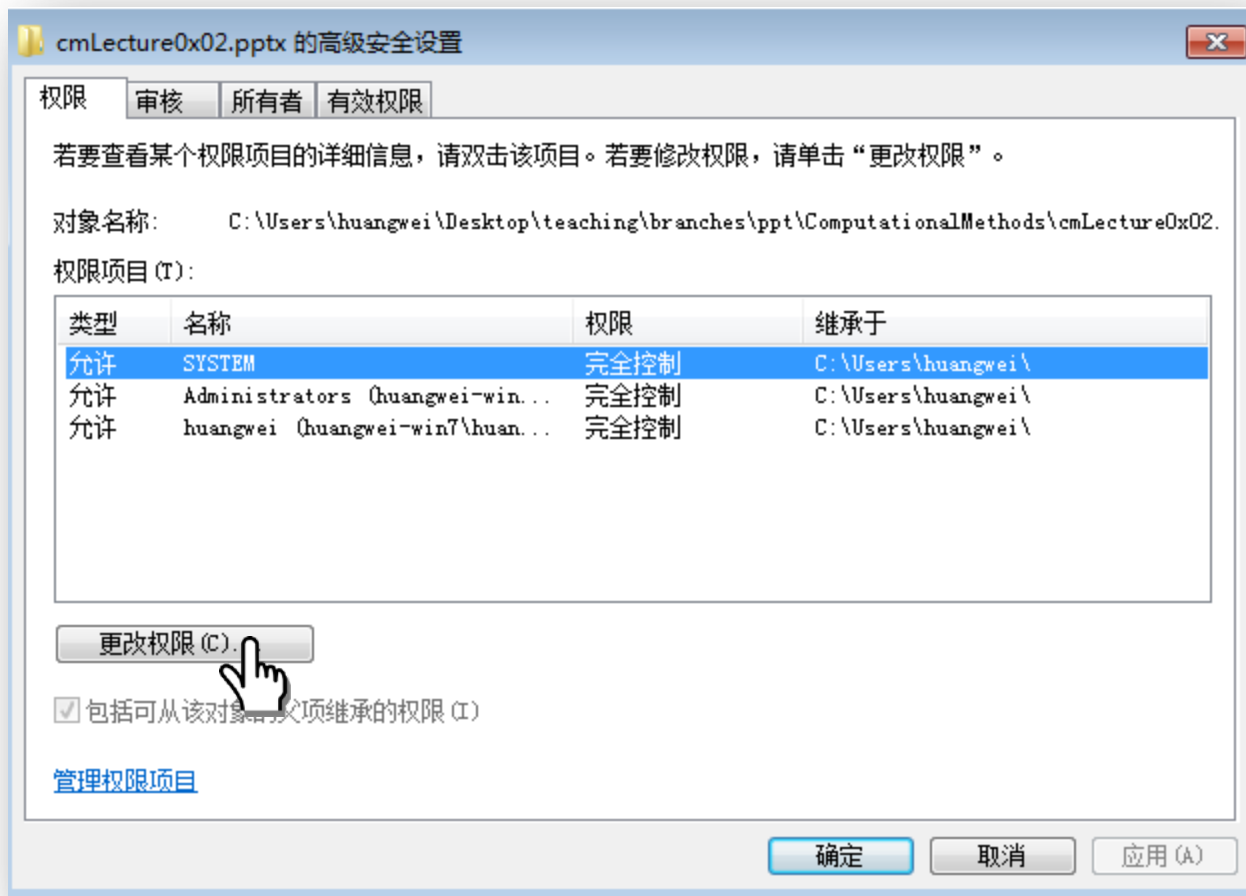 cmLecture0x02.pptx 的高级安全设置
权限 审核 所有者 有效权限
若要查看某个权限项目的详细信息，请双击该项目。若要修改权限，请单击“更改权限”。
对象名称: C:\Users\huangwei\Desktop\teaching\branches\ppt\ComputationalMethods\cmLecture0x02.
权限项目(T):
类型 名称 权限 继承于
允许 SYSTEM 完全控制 C:\Users\huangwei\
允许 Administrators (huangwei-win... 完全控制 C:\Users\huangwei\
允许 huangwei (huangwei-win7\huan... 完全控制 C:\Users\huangwei\
更改权限(C)...
包括可从该对象的父项继承的权限(I)
管理权限项目
确定 取消 应用(A)